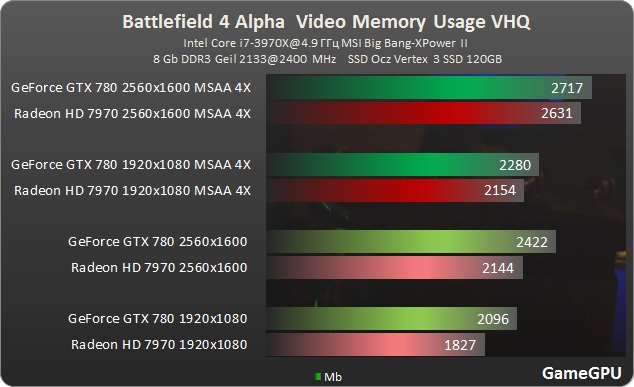 Battlefield 4 Alpha Video Memory Usage VHQ
Intel Core i7-3970X@4.9 ГГц MSI Big Bang-XPower II
8 Gb DDR3 Geil 2133@2400 MHz SSD Ocz Vertex 3 SSD 120GB
GeForce GTX 780 2560x1600 MSAA 4X 2717
Radeon HD 7970 2560x1600 MSAA 4X 2631
GeForce GTX 780 1920x1080 MSAA 4X 2280
Radeon HD 7970 1920x1080 MSAA 4X 2154
GeForce GTX 780 2560x1600 2422
Radeon HD 7970 2560x1600 2144
GeForce GTX 780 1920x1080 2096
Radeon HD 7970 1920x1080 1827
Mb
GameGPU